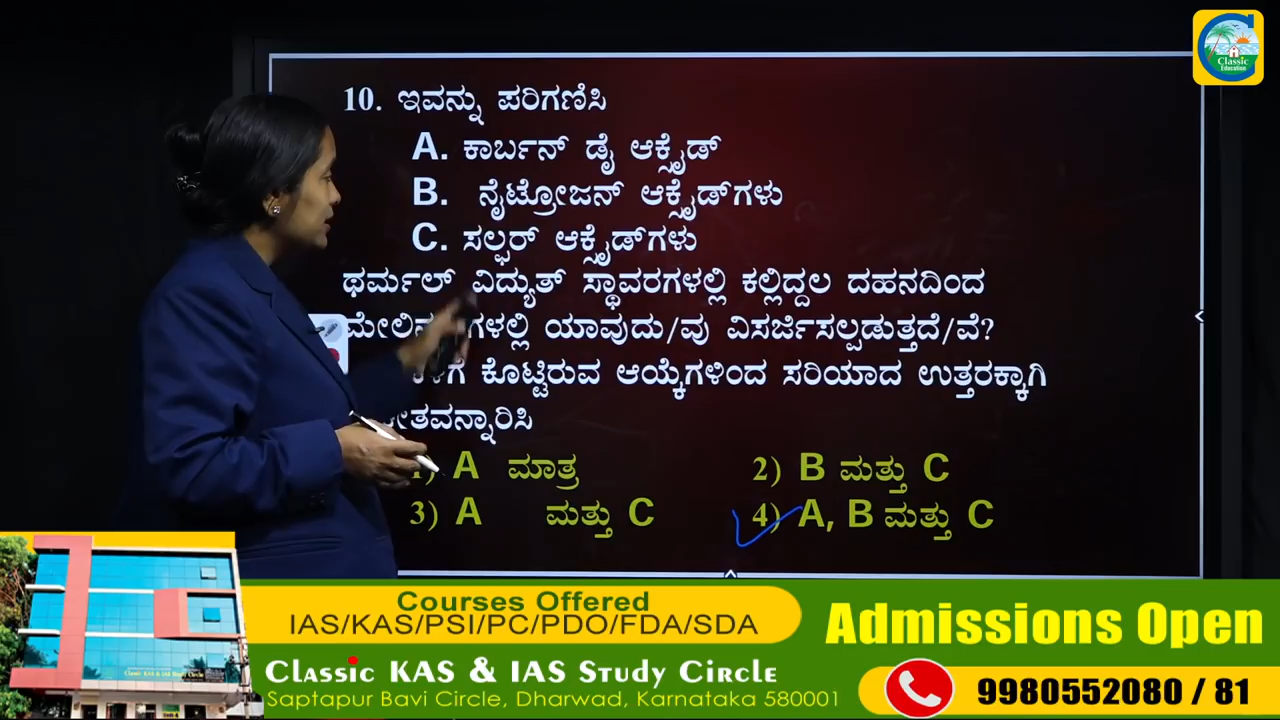 Classic
Education
10. ಇವನ್ನು ಪರಿಗಣಿಸಿ
A. ಕಾರ್ಬನ್ ಡೈ ಆಕ್ಸೈಡ್
B. ನೈಟ್ರೋಜನ್ ಆಕ್ಸೈಡ್‌ಗಳು
C. ಸಲ್ಫರ್ ಆಕ್ಸೈಡ್‌ಗಳು
ಥರ್ಮಲ್ ವಿದ್ಯುತ್ ಸ್ಥಾವರಗಳಲ್ಲಿ ಕಲ್ಲಿದ್ದಲ ದಹನದಿಂದ
ಯಾವುದು/ವು ವಿಸರ್ಜಿಸಲ್ಪಡುತ್ತದೆ/ವೆ?
ಕೊಟ್ಟಿರುವ ಆಯ್ಕೆಗಳಿಂದ ಸರಿಯಾದ ಉತ್ತರಕ್ಕಾಗಿ
1) A ಮಾತ್ರ 2) B ಮತ್ತು C
3) A ಮತ್ತು C 4) A, B ಮತ್ತು C
Courses Offered
IAS/KAS/PSI/PC/PDO/FDA/SDA
Admissions Open
Classic KAS & IAS Study Circle
Saptapur Bavi Circle, Dharwad, Karnataka 580001
9980552080 / 81